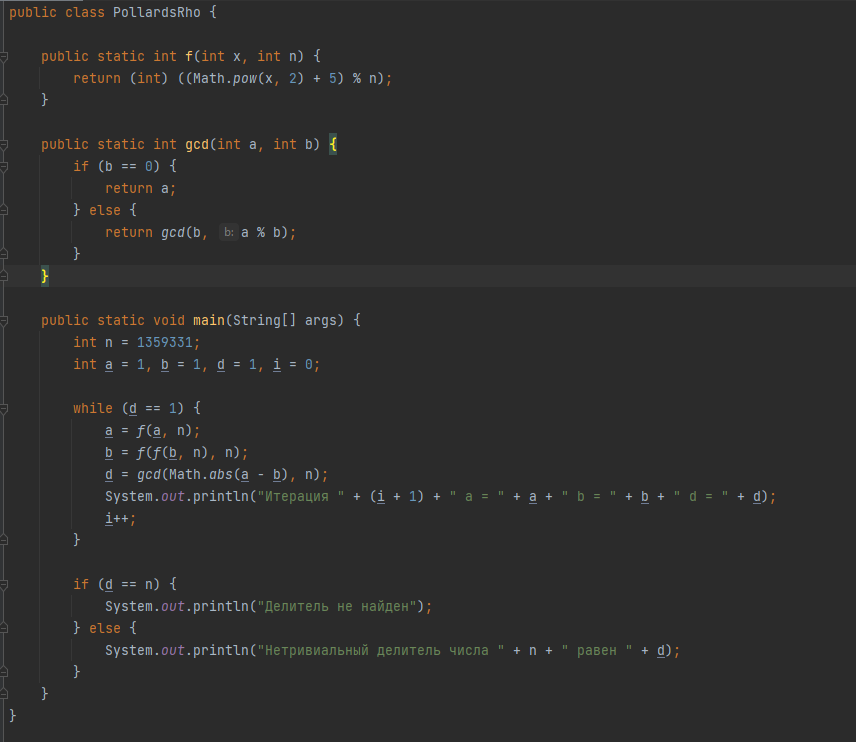 public class PollardsRho {
public static int f(int x, int n) {
return (int) ((Math.pow(x, 2) + 5) % n);
}
public static int gcd(int a, int b) {
if (b == 0) {
return a;
} else {
return gcd(b, b: a % b);
}
}
public static void main(String[] args) {
int n = 1359331;
int a = 1, b = 1, d = 1, i = 0;
while (d == 1) {
a = f(a, n);
b = f(f(b, n), n);
d = gcd(Math.abs(a - b), n);
System.out.println("Итерация " + (i + 1) + " a = " + a + " b = " + b + " d = " + d);
i++;
}
if (d == n) {
System.out.println("Делитель не найден");
} else {
System.out.println("Нетривиальный делитель числа " + n + " равен " + d);
}
}
}